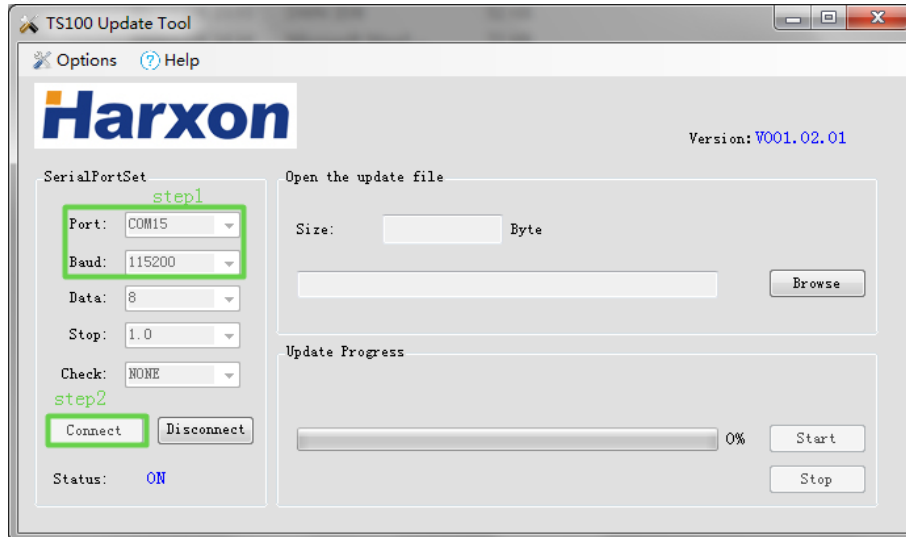 TS100 Update Tool
Options Help
Harxon
Version: V001.02.01
SerialPortSet
step1
Port: COM15
Baud: 115200
Data: 8
Stop: 1.0
Check: NONE
step2
Connect Disconnect
Status: ON
Open the update file
Size: Byte
Browse
Update Progress
0% Start
Stop